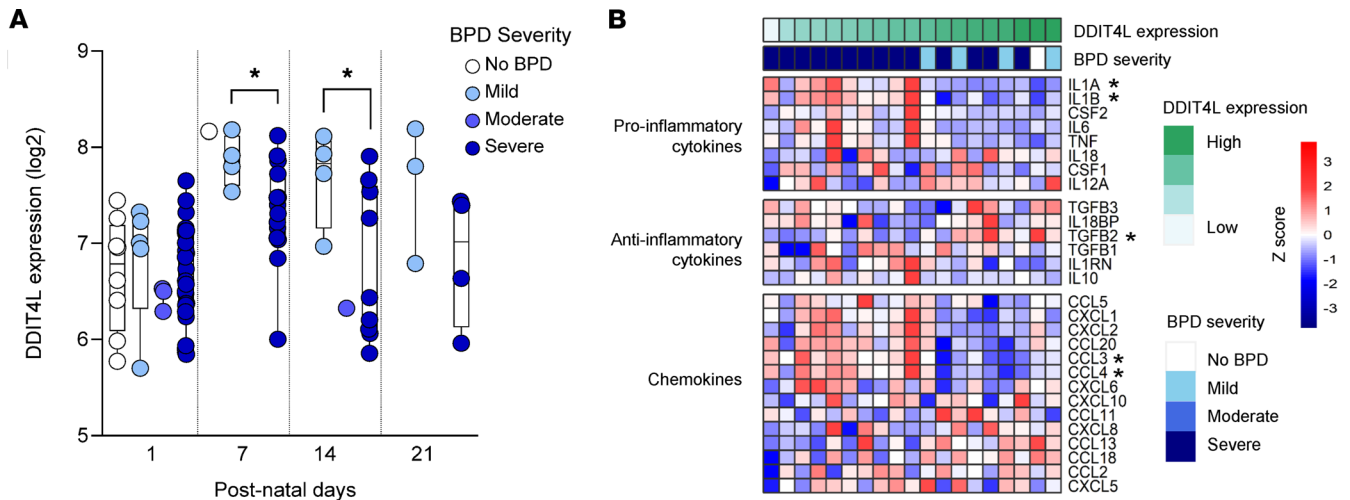 A
BPD Severity
No BPD
Mild
Moderate
Severe
DDIT4L expression (log2)
9
8
7
6
5
*
*
1
7
14
21
Post-natal days
B
DDIT4L expression
BPD severity
Pro-inflammatory
cytokines
IL1A *
IL1B *
CSF2
IL6
TNF
IL18
CSF1
IL12A
Anti-inflammatory
cytokines
TGFB3
IL18BP
TGFB2 *
TGFB1
IL1RN
IL10
Chemokines
CCL5
CXCL1
CXCL2
CCL20
CCL3 *
CCL4 *
CXCL6
CXCL10
CCL11
CXCL8
CCL13
CCL18
CCL2
CXCL5
DDIT4L expression
High
Low
Z score
3
2
1
0
-1
-2
-3
BPD severity
No BPD
Mild
Moderate
Severe